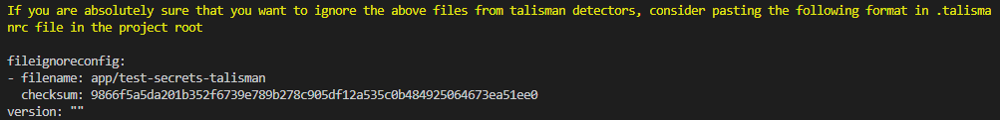 If you are absolutely sure that you want to ignore the above files from talisman detectors, consider pasting the following format in .talisma
nrc file in the project root
fileignoreconfig:
- filename: app/test-secrets-talisman
  checksum: 9866f5a5da201b352f6739e789b278c905df12a535c0b484925064673ea51ee0
version: ""